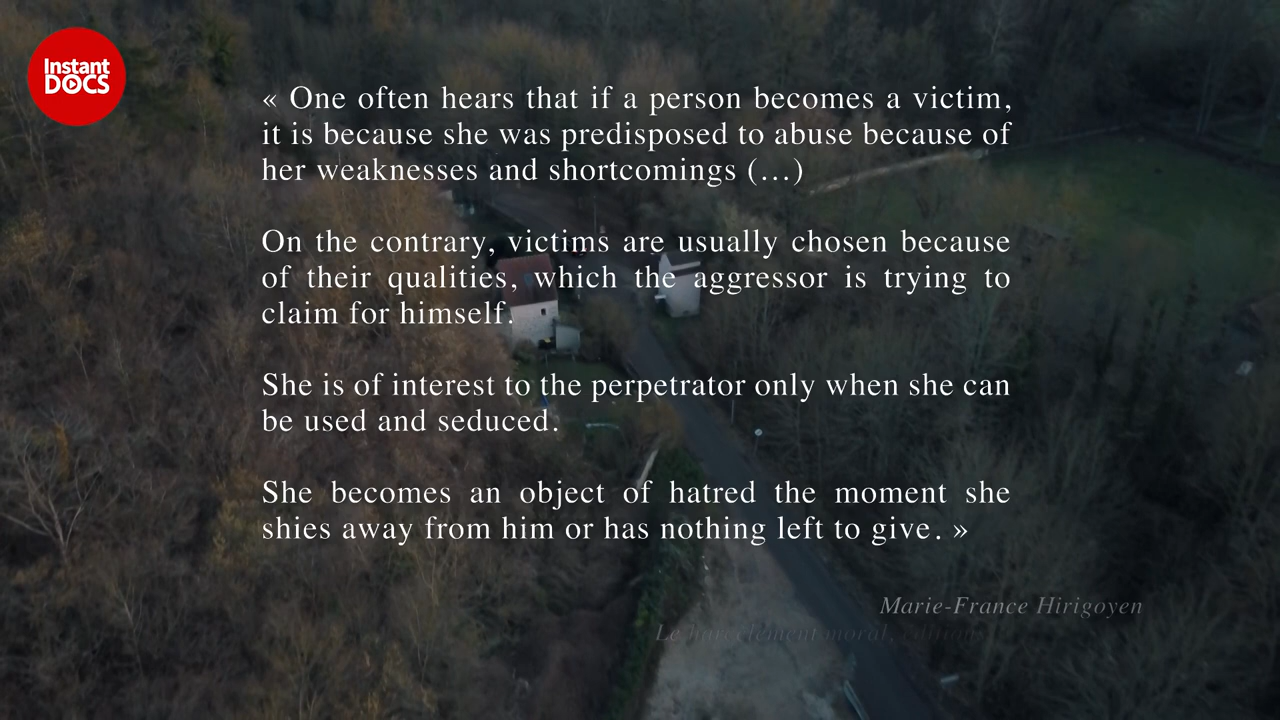 Instant
DOCS
« One often hears that if a person becomes a victim,
it is because she was predisposed to abuse because of
her weaknesses and shortcomings (…)
On the contrary, victims are usually chosen because
of their qualities, which the aggressor is trying to
claim for himself.
She is of interest to the perpetrator only when she can
be used and seduced.
She becomes an object of hatred the moment she
shies away from him or has nothing left to give. »
Marie-France Hirigoyen
Le harcèlement moral, éditions